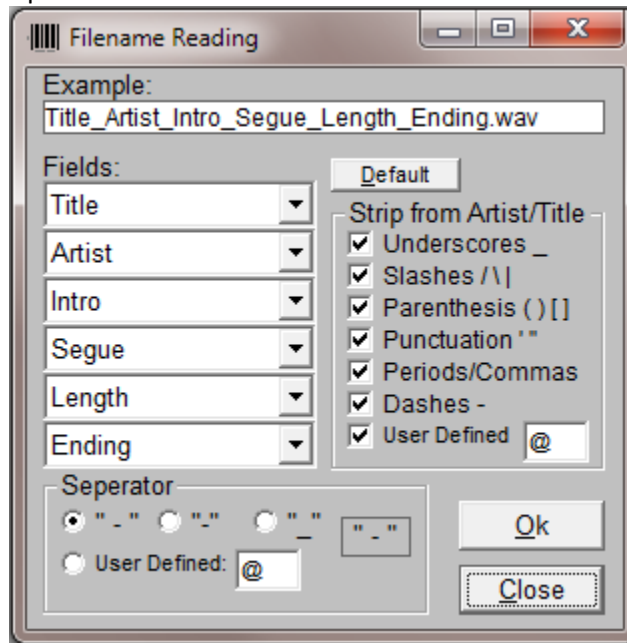 Filename Reading
Example:
Title_Artist_Intro_Segue_Length_Ending.wav
Fields:
Default
Title
Artist
Intro
Segue
Length
Ending
Strip from Artist/Title
Underscores _
Slashes / \ |
Parenthesis ( ) [ ]
Punctuation ' "
Periods/Commas
Dashes -
User Defined @
Seperator
" - " "-" "_" " - "
User Defined: @
Ok
Close